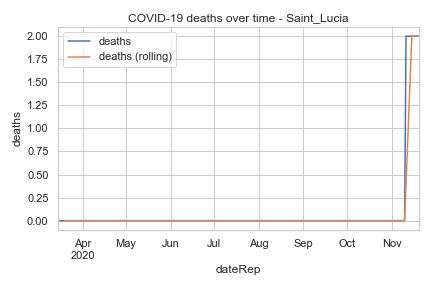 COVID-19 deaths over time - Saint_Lucia
deaths
deaths (rolling)
2.00
1.75
1.50
1.25
1.00
0.75
0.50
0.25
0.00
deaths
Apr
2020
May
Jun
Jul
Aug
Sep
Oct
Nov
dateRep